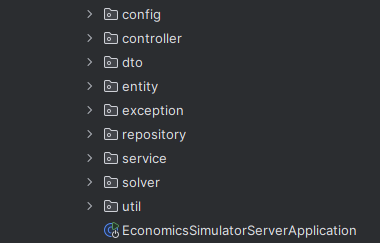 config
controller
dto
entity
exception
repository
service
solver
util
EconomicsSimulatorServerApplication